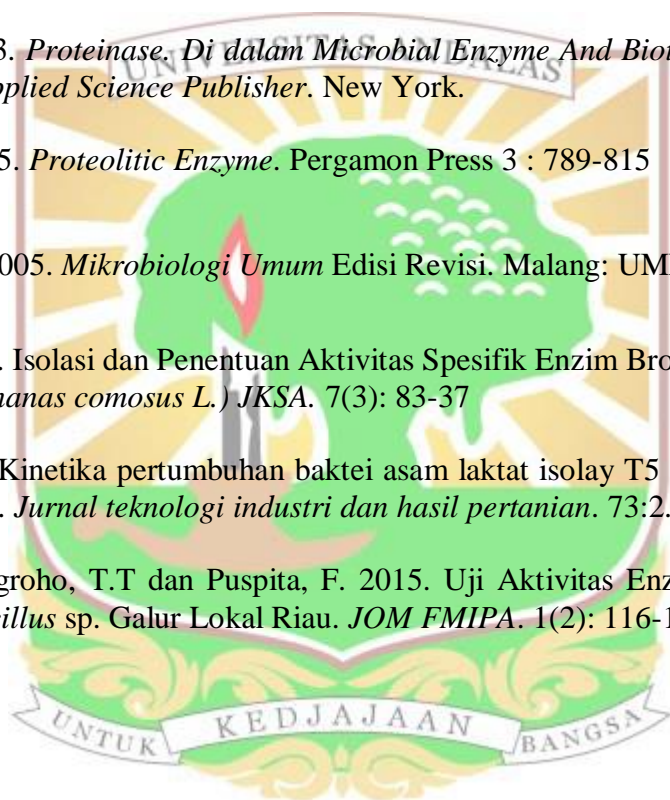 UNIVERSITAS ANDALAS
3. Proteinase. Di dalam Microbial Enzyme And
pplied Science Publisher. New York.
5. Proteolitic Enzyme. Pergamon Press 3 : 789-815
005. Mikrobiologi Umum Edisi Revisi. Malang:
. Isolasi dan Penentuan Aktivitas Spesifik Enzim Bro
nanas comosus L.) JKSA. 7(3): 83-37
Kinetika pertumbuhan baktei asam laktat isolay T5
. Jurnal teknologi industri dan hasil pertanian. 73:2.
groho, T.T dan Puspita, F. 2015. Uji Aktivitas Enz
illus sp. Galur Lokal Riau. JOM FMIPA. 1(2): 116-1
UNTUK KEDJAJAAN BANGSA